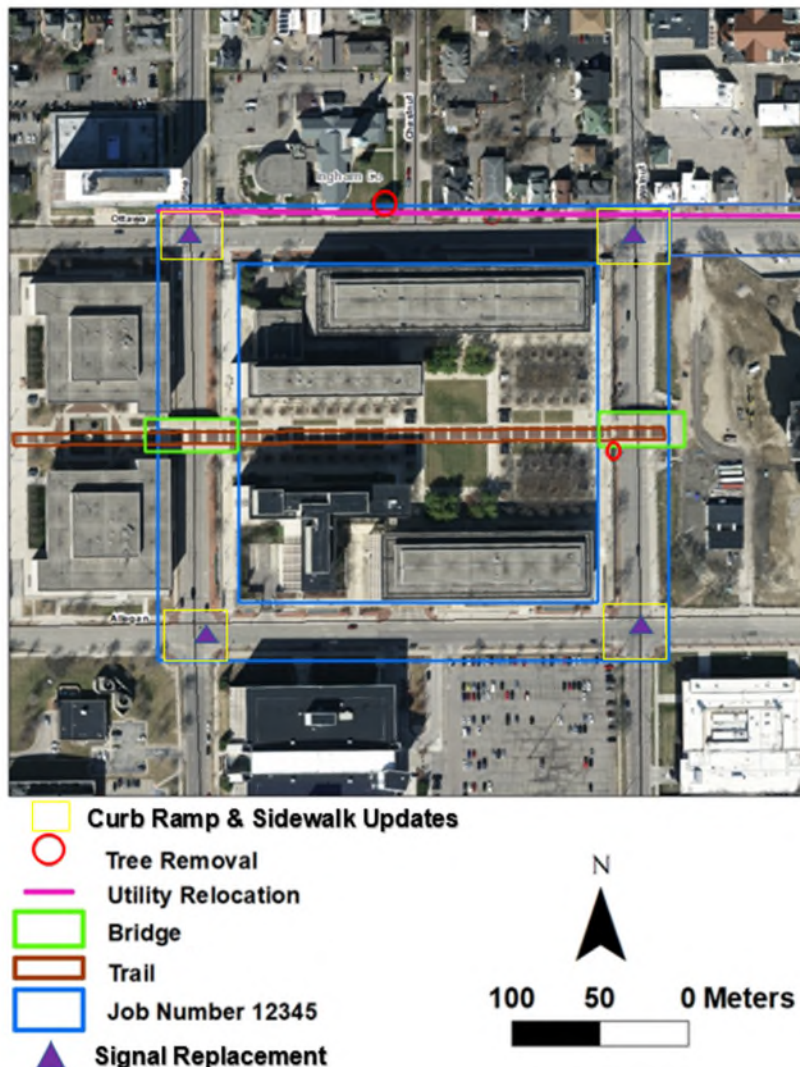 Chestnut
Ingham Co
Ottawa
Allegan
Curb Ramp & Sidewalk Updates
Tree Removal
Utility Relocation
Bridge
Trail
Job Number 12345
Signal Replacement
N
100 50 0 Meters